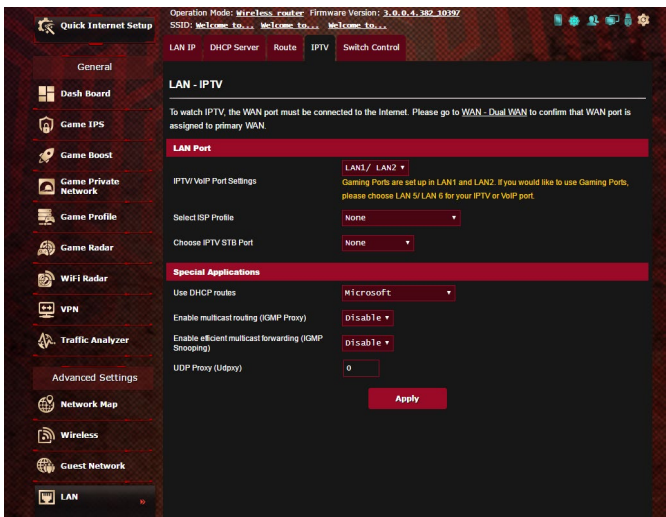 Quick Internet Setup
Operation Mode: Wireless router Firmware Version: 3.0.0.4.382_10397
SSID: Welcome to... Welcome to... Welcome to...
LAN IP DHCP Server Route IPTV Switch Control
General
Dash Board
Game IPS
Game Boost
Game Private
Network
Game Profile
Game Radar
WiFi Radar
VPN
Traffic Analyzer
Advanced Settings
Network Map
Wireless
Guest Network
LAN
LAN - IPTV
To watch IPTV, the WAN port must be connected to the Internet. Please go to WAN - Dual WAN to confirm that WAN port is
assigned to primary WAN.
LAN Port
IPTV/ VoIP Port Settings
LAN1/ LAN2
Gaming Ports are set up in LAN1 and LAN2. If you would like to use Gaming Ports,
please choose LAN 5/ LAN 6 for your IPTV or VoIP port.
Select ISP Profile None
Choose IPTV STB Port None
Special Applications
Use DHCP routes Microsoft
Enable multicast routing (IGMP Proxy) Disable
Enable efficient multicast forwarding (IGMP
Snooping) Disable
UDP Proxy (Udpxy) 0
Apply